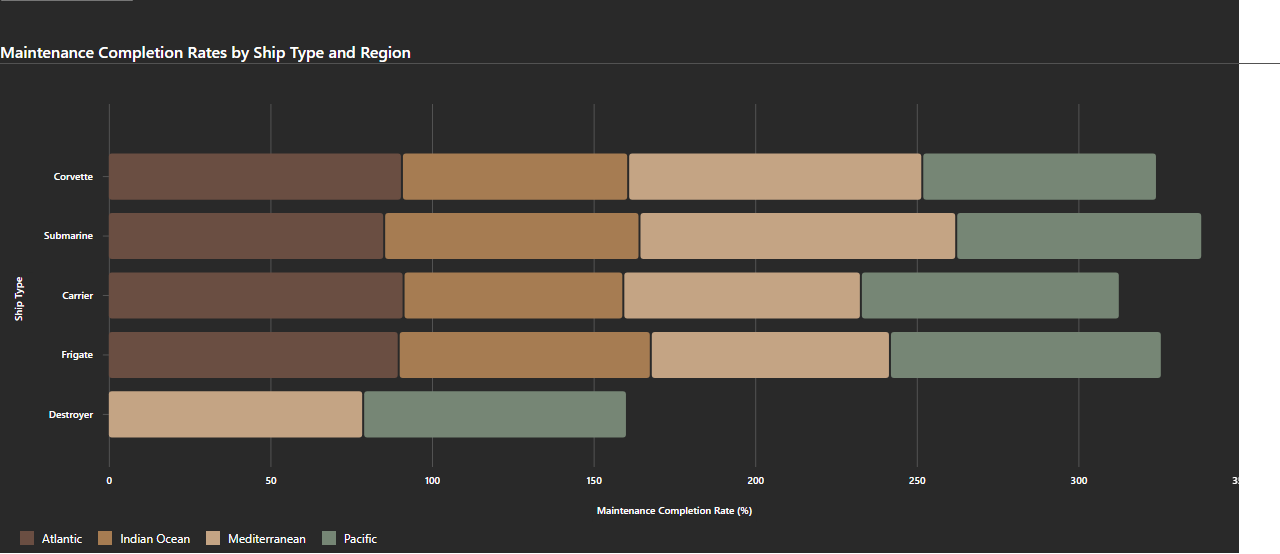 Maintenance Completion Rates by Ship Type and Region
Ship Type
Corvette
Submarine
Carrier
Frigate
Destroyer
0 50 100 150 200 250 300
Maintenance Completion Rate (%)
Atlantic Indian Ocean Mediterranean Pacific